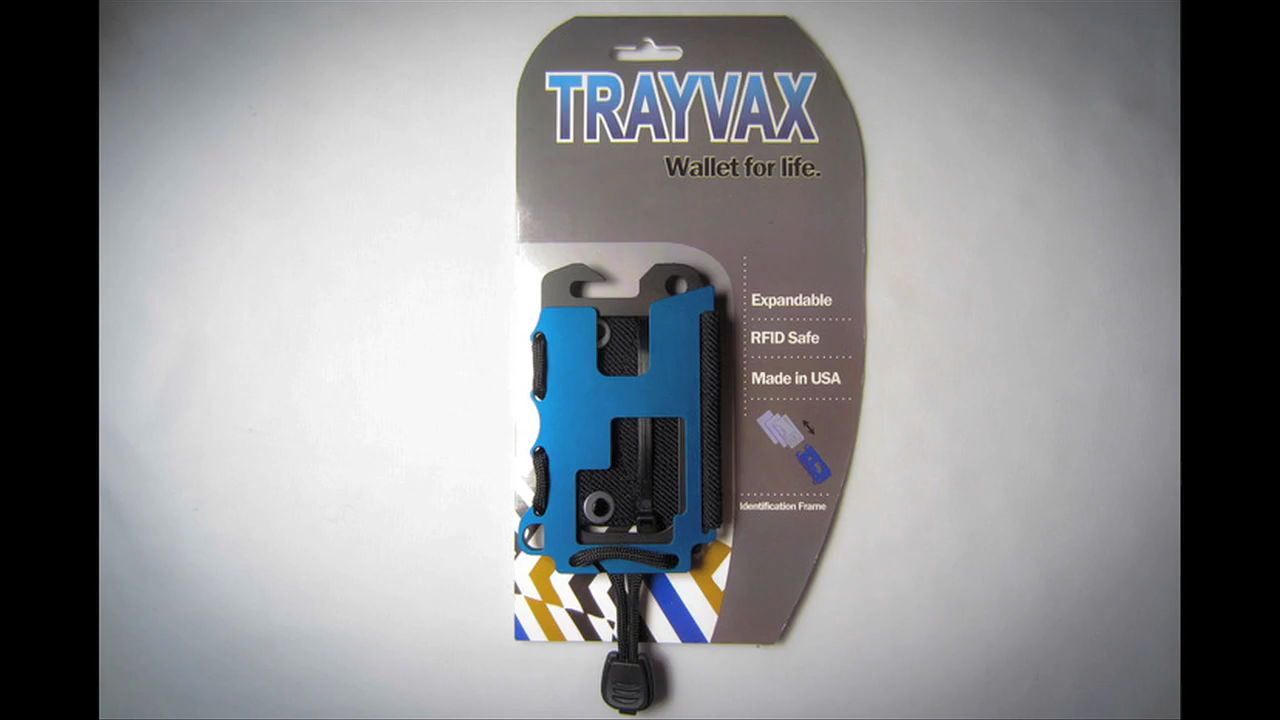 TRAYVAX
Wallet for life.
Expandable
RFID Safe
Made in USA
Identification Frame